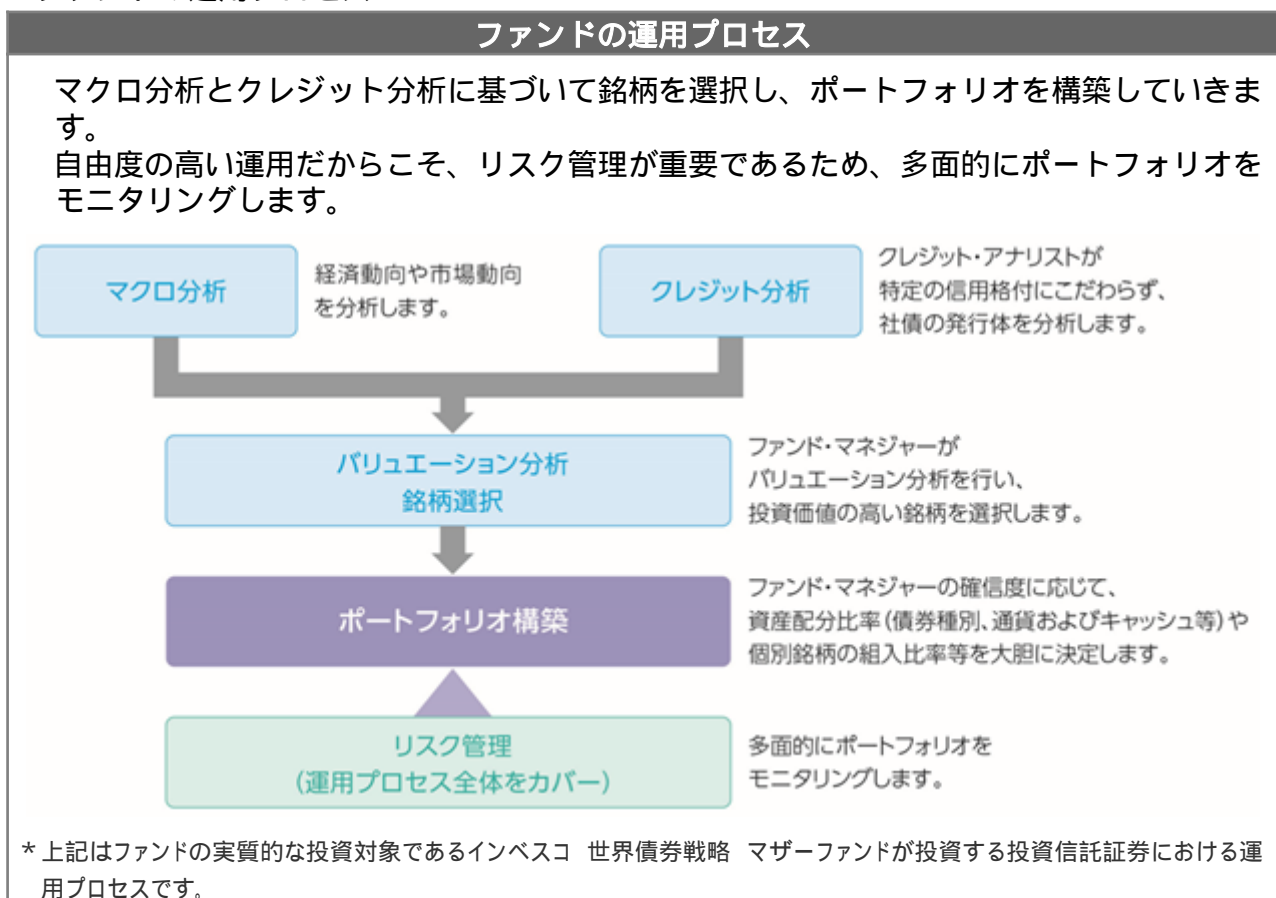 ファンドの運用プロセス
マクロ分析とクレジット分析に基づいて銘柄を選択し、ポートフォリオを構築していきま
す。
自由度の高い運用だからこそ、リスク管理が重要であるため、多面的にポートフォリオを
モニタリングします。
マクロ分析
経済動向や市場動向
を分析します。
クレジット分析
クレジット・アナリストが
特定の信用格付にこだわらず、
社債の発行体を分析します。
バリュエーション分析
銘柄選択
ファンド・マネジャーが
バリュエーション分析を行い、
投資価値の高い銘柄を選択します。
ポートフォリオ構築
ファンド・マネジャーの確信度に応じて、
資産配分比率(債券種別、通貨およびキャッシュ等)や
個別銘柄の組入比率等を大胆に決定します。
リスク管理
(運用プロセス全体をカバー)
多面的にポートフォリオを
モニタリングします。
*上記はファンドの実質的な投資対象であるインベスコ 世界債券戦略 マザーファンドが投資する投資信託証券における運
用プロセスです。